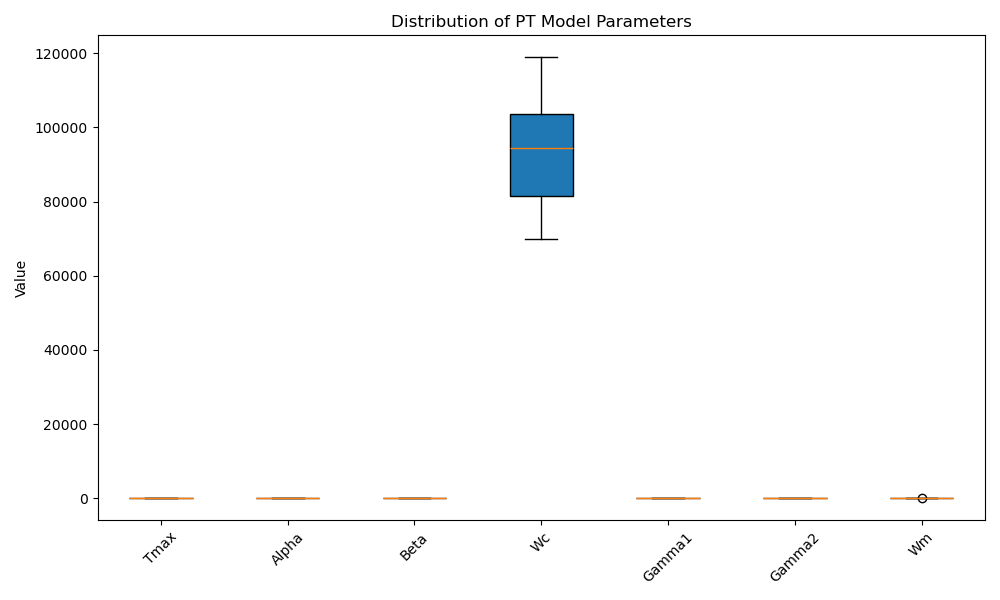 Distribution of PT Model Parameters
120000
100000
80000
60000
40000
20000
0
Value
Tmax
Alpha
Beta
Wc
Gamma1
Gamma2
Wm